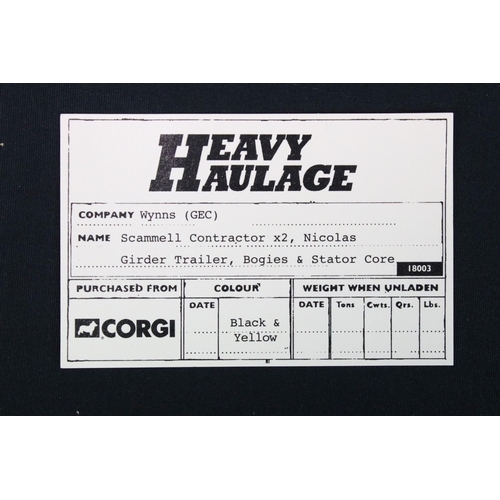 HEAVY
HAULAGE
COMPANY Wynns (GEC)
NAME Scammell Contractor x2, Nicolas
Girder Trailer, Bogies & Stator Core
18003
PURCHASED FROM COLOUR WEIGHT WHEN UNLADEN
DATE DATE Tons Cwts. Qrs. Lbs.
CORGI Black &
Yellow